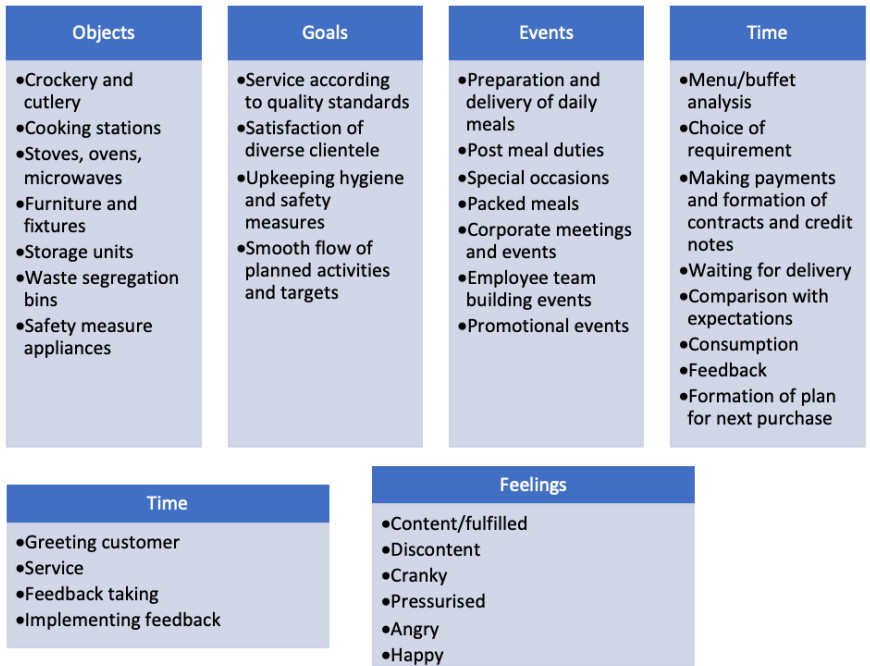 Objects
•Crockery and
cutlery
•Cooking stations
•Stoves, ovens,
microwaves
•Furniture and
fixtures
•Storage units
•Waste segregation
bins
•Safety measure
appliances
Goals
•Service according
to quality standards
•Satisfaction of
diverse clientele
•Upkeeping hygiene
and safety
measures
•Smooth flow of
planned activities
and targets
Events
•Preparation and
delivery of daily
meals
•Post meal duties
•Special occasions
•Packed meals
•Corporate meetings
and events
•Employee team
building events
•Promotional events
Time
•Menu/buffet
analysis
•Choice of
requirement
•Making payments
and formation of
contracts and credit
notes
•Waiting for delivery
•Comparison with
expectations
•Consumption
•Feedback
•Formation of plan
for next purchase
Time
•Greeting customer
•Service
•Feedback taking
•Implementing feedback
Feelings
•Content/fulfilled
•Discontent
•Cranky
•Pressurised
•Angry
•Happy